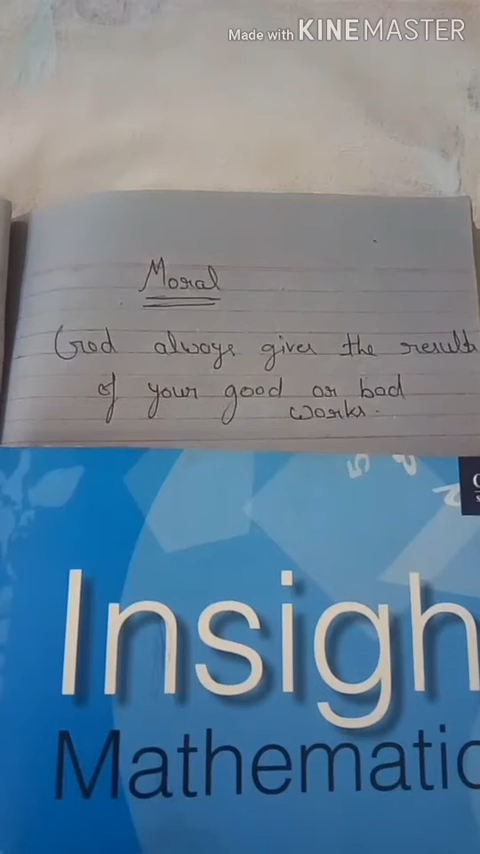 Made with KINEMASTER
Moral
God always gives the results
of your good or bad
works.
Insigh
Mathematic